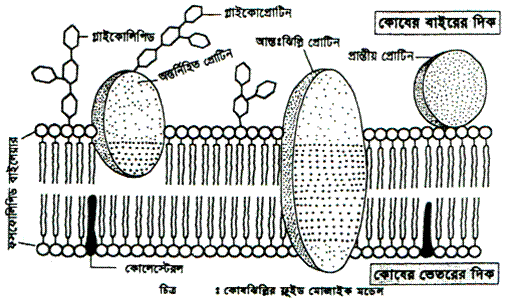 গ্লাইকোপ্রোটিন
কোষের বাইরের দিক
গ্লাইকোলিপিড
আন্তঃঝিল্লি প্রোটিন
অন্তর্নিহিত প্রোটিন
প্রান্তীয় প্রোটিন
ফসফোলিপিড বাইলেয়ার
কোলেস্টেরল
কোষের ভেতরের দিক
চিত্র : কোষঝিল্লির ফ্লুইড মোজাইক মডেল